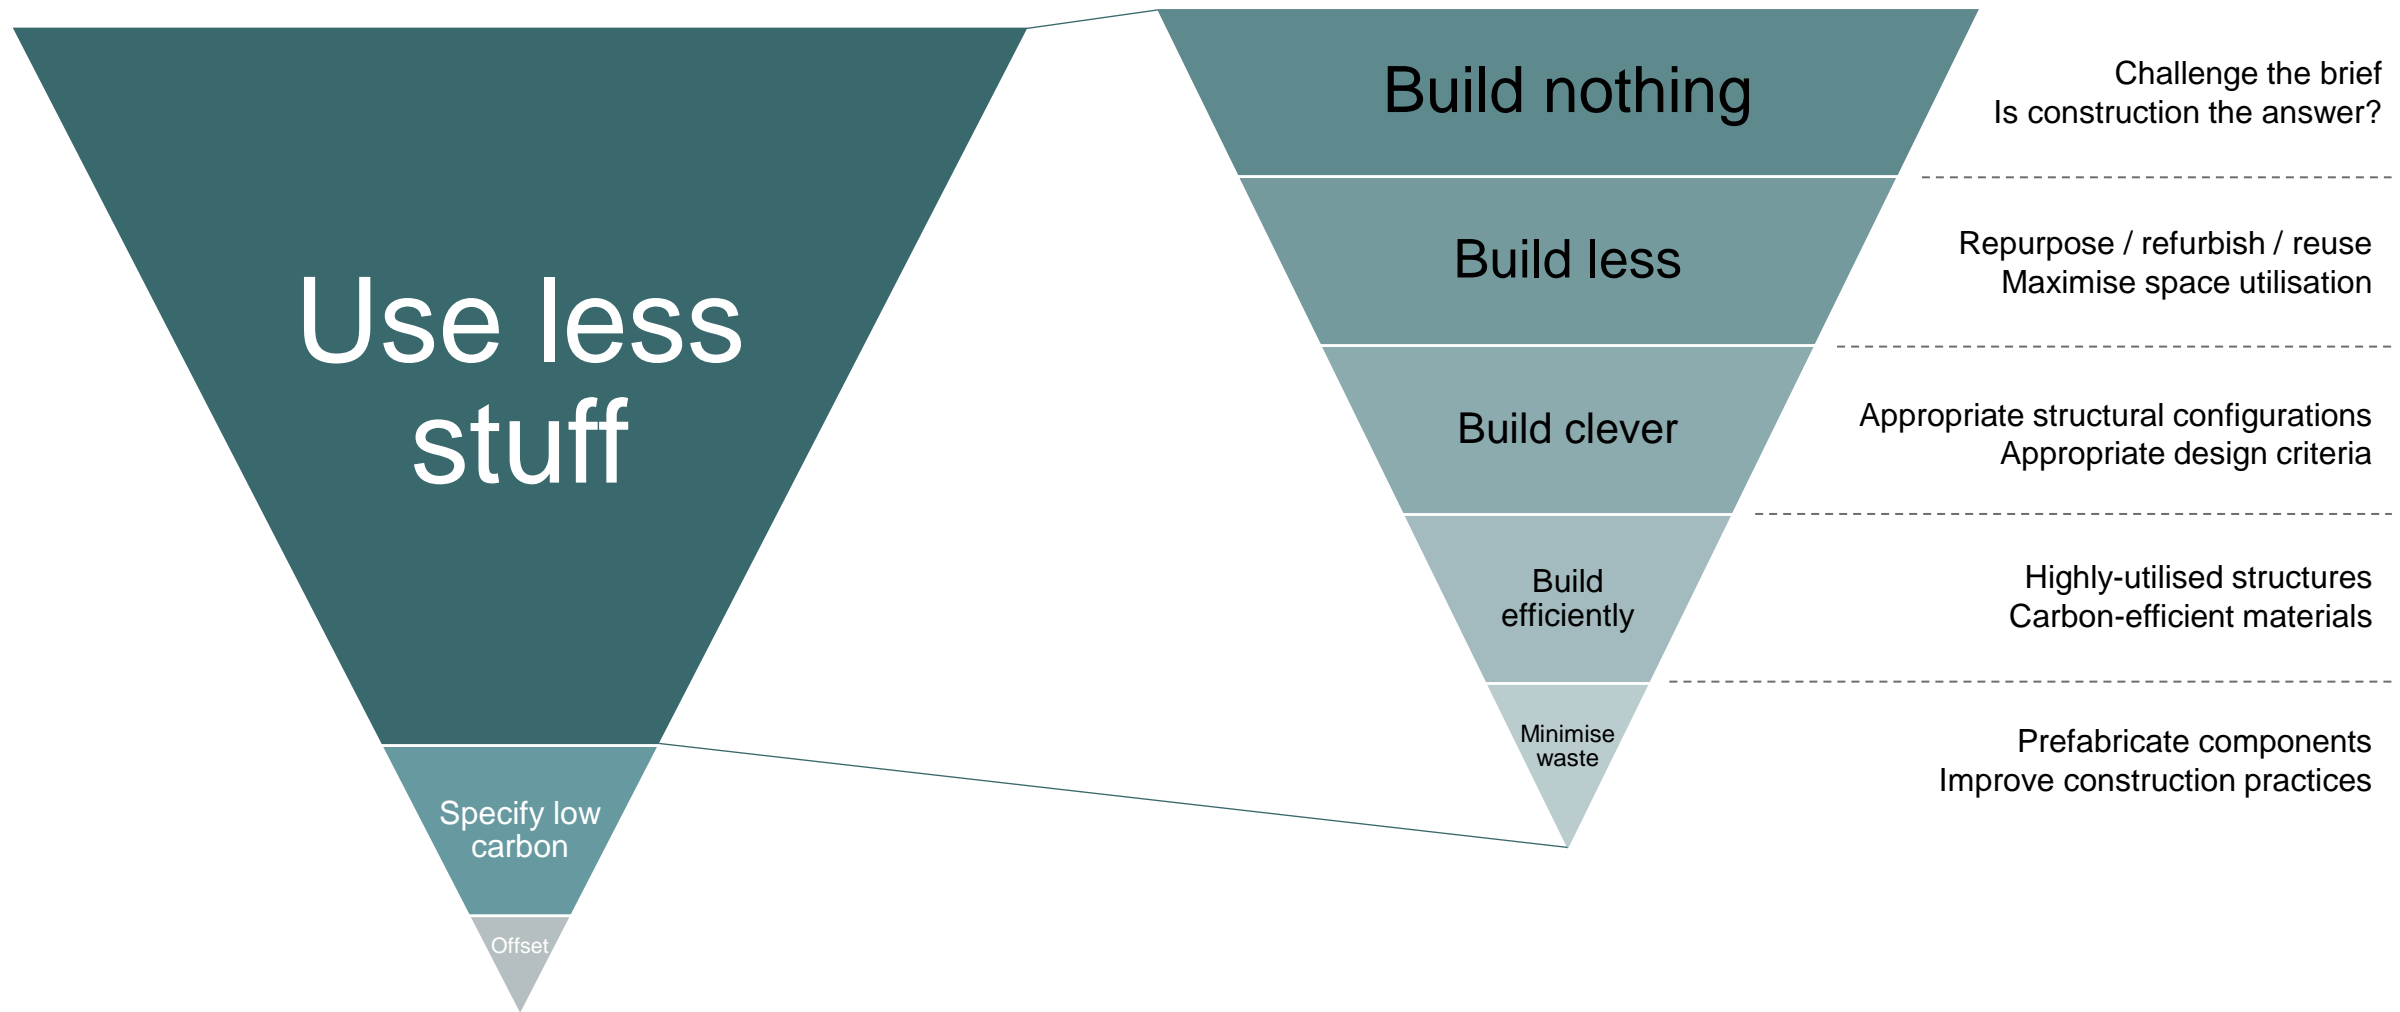 Use less
stuff
Specify low
carbon
Offset
Build nothing
Challenge the brief
Is construction the answer?
Build less
Repurpose / refurbish / reuse
Maximise space utilisation
Build clever
Appropriate structural configurations
Appropriate design criteria
Build
efficiently
Highly-utilised structures
Carbon-efficient materials
Minimise
waste
Prefabricate components
Improve construction practices